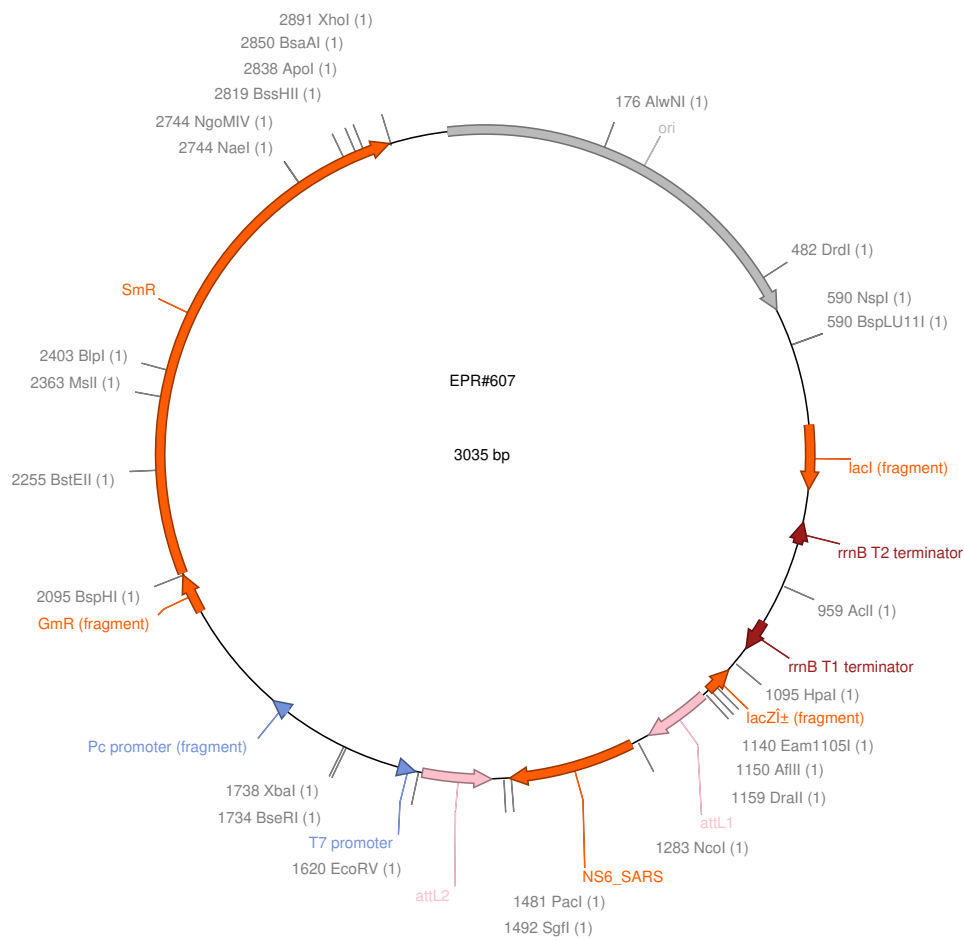 2891 XhoI (1)
2850 BsaAI (1)
2838 ApoI (1)
2819 BssHII (1)
2744 NgoMIV (1)
2744 NaeI (1)
176 AlwNI (1)
ori
482 DrdI (1)
590 NspI (1)
590 BspLU11I (1)
SmR
2403 BlpI (1)
2363 MslI (1)
2255 BstEII (1)
EPR#607
3035 bp
lacI (fragment)
rrnB T2 terminator
959 AclI (1)
2095 BspHI (1)
GmR (fragment)
rrnB T1 terminator
1095 HpaI (1)
lacZÎ± (fragment)
1140 Eam1105I (1)
1150 AflII (1)
1159 DraII (1)
attL1
1283 NcoI (1)
Pc promoter (fragment)
1738 XbaI (1)
1734 BseRI (1)
T7 promoter
1620 EcoRV (1)
attL2
NS6_SARS
1481 PacI (1)
1492 SgfI (1)